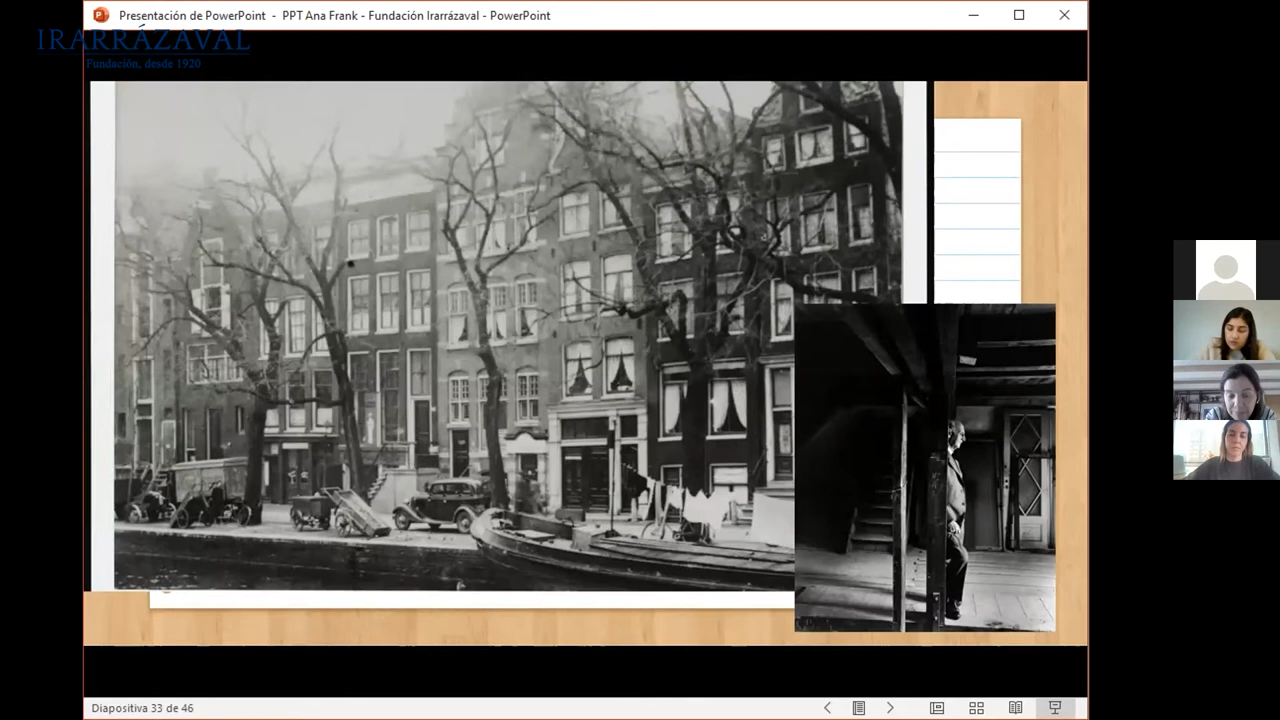 Presentación de PowerPoint - PPT Ana Frank - Fundación Irarrázaval - PowerPoint
IRARRÁZAVAL
Fundación, desde 1920
Diapositiva 33 de 46